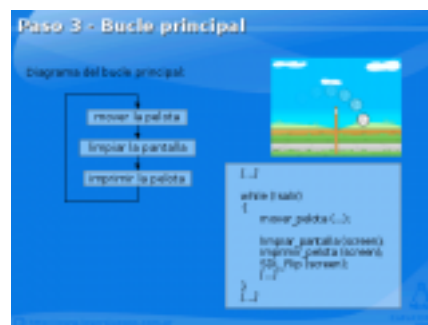 Paso 3 - Bucle principal
Diagrama del bucle principal:
mover la pelota
limpiar la pantalla
imprimir la pelota
[...]
while (!salir)
{
mover_pelota (...);
limpiar_pantalla (screen);
imprimir_pelota (screen);
SDL_Flip (screen);
[...]
}
[...]